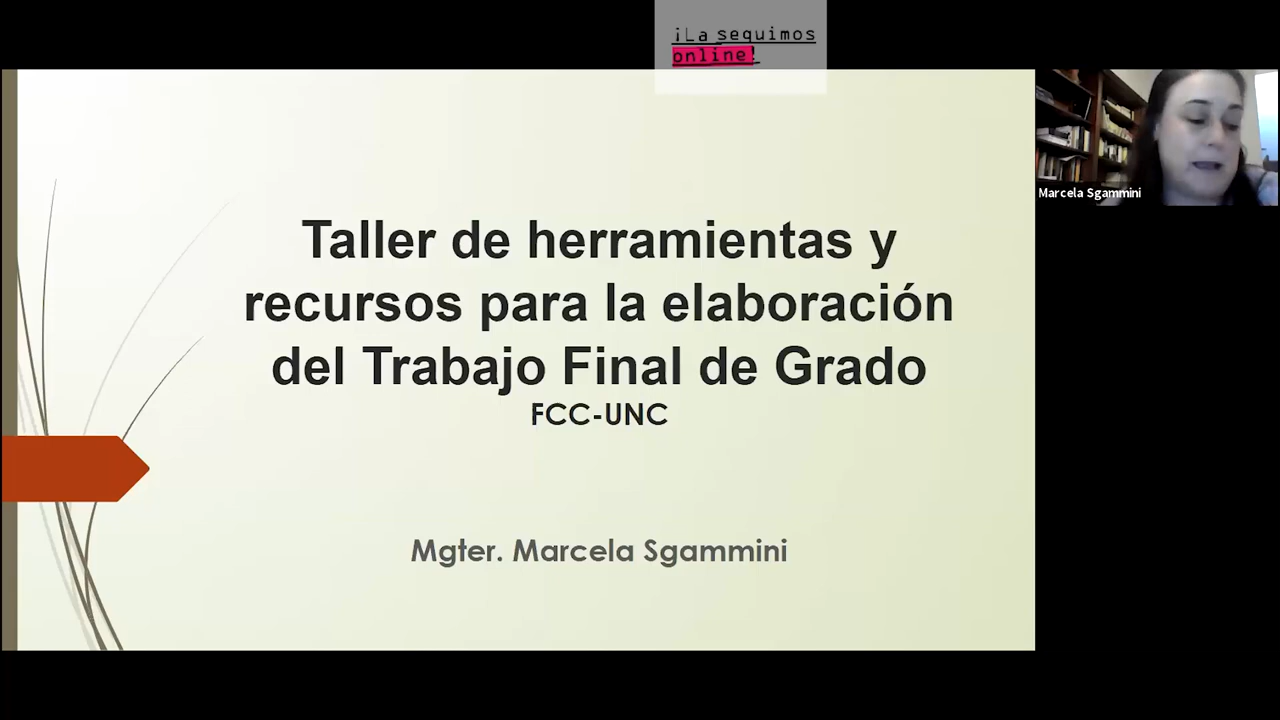 ¡La sequimos
online!
Marcela Sgammini
Taller de herramientas y
recursos para la elaboración
del Trabajo Final de Grado
FCC-UNC
Mgter. Marcela Sgammini